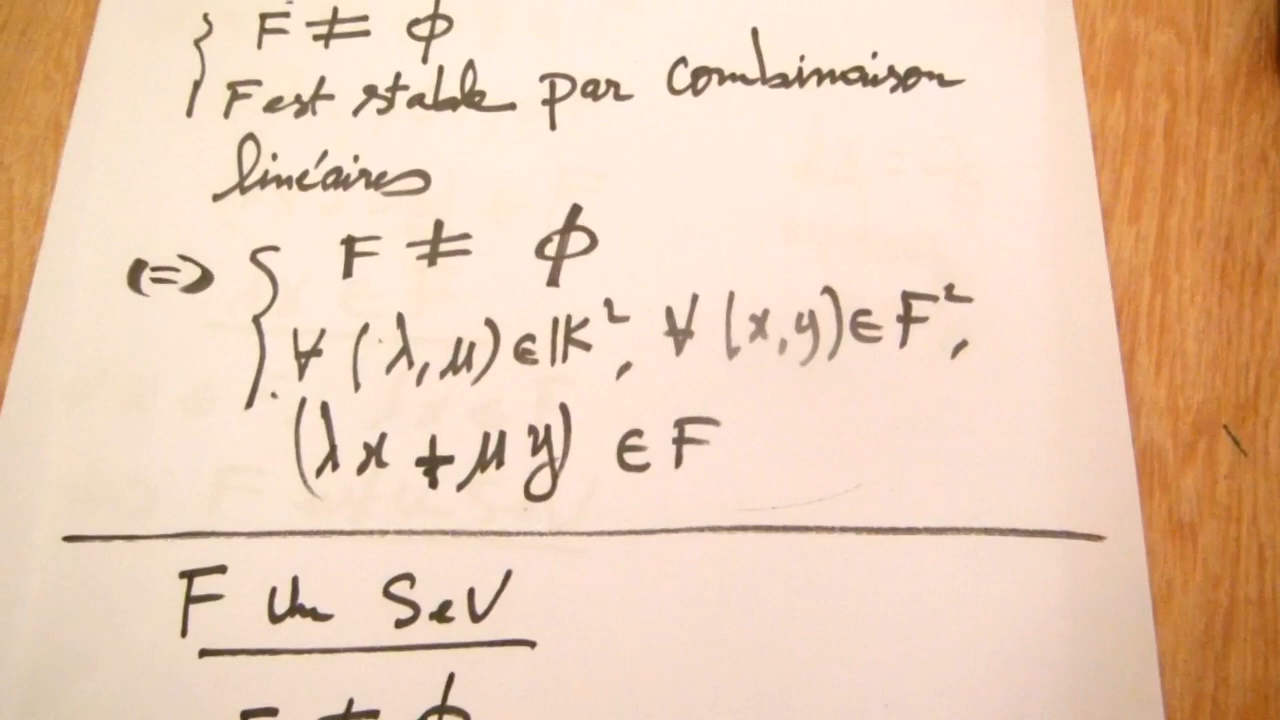 { F ≠ ϕ
F est stable par combinaison
linéaires
(=) { F ≠ ϕ
∀ (λ, μ) ∈ K², ∀ (x, y) ∈ F²,
(λx + μy) ∈ F
F un SeV
F ≠ ϕ